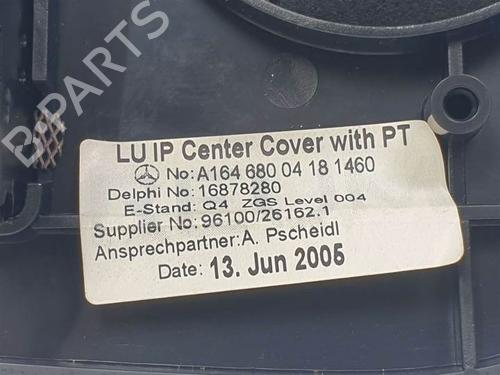 B-PARTS
LU IP Center Cover with PT
No: A164 680 04 18 1460
Delphi No: 16878280
E-Stand: Q4 ZGS Level 004
Supplier No: 96100/26162.1
Ansprechpartner: A. Pscheidl
Date: 13. Jun 2005